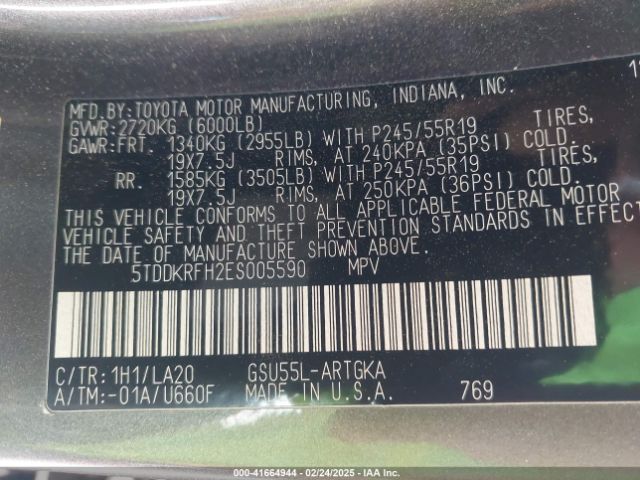 11
MFD.BY:TOYOTA MOTOR MANUFACTURING, INDIANA, INC.
GVWR:2720KG (6000LB)
GAWR:FRT. 1340KG (2955LB) WITH P245/55R19 TIRES,
19X7.5J RIMS, AT 240KPA (35PSI) COLD.
RR. 1585KG (3505LB) WITH P245/55R19 TIRES,
19X7.5J RIMS, AT 250KPA (36PSI) COLD.
THIS VEHICLE CONFORMS TO ALL APPLICABLE FEDERAL MOTOR
VEHICLE SAFETY AND THEFT PREVENTION STANDARDS IN EFFECT
THE DATE OF MANUFACTURE SHOWN ABOVE.
5TDDKRFH2ES005590 MPV
C/TR:1H1/LA20 GSU55L-ARTGKA
A/TM:-01A/U660F MADE IN U.S.A. 769
000-41664944 - 02/24/2025 - IAA Inc.